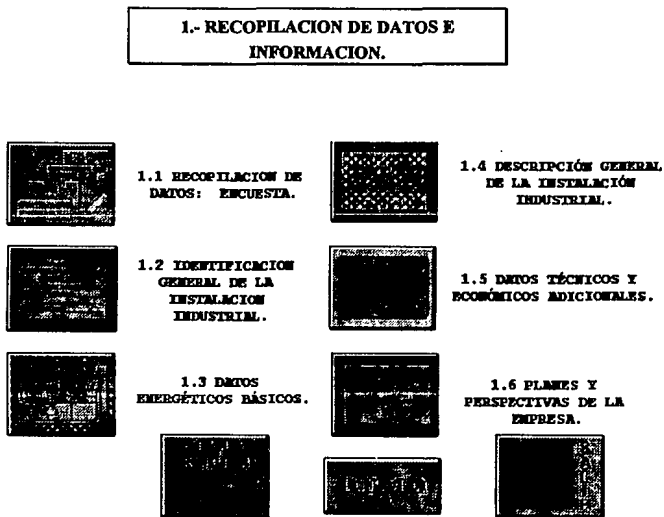 1.- RECOPILACION DE DATOS E
INFORMACION.
1.1 RECOPILACION DE
DATOS: ENCUESTA.
1.2 IDENTIFICACION
GENERAL DE LA
INSTALACION
INDUSTRIAL.
1.3 DATOS
ENERGÉTICOS BÁSICOS.
1.4 DESCRIPCIÓN GENERAL
DE LA INSTALACIÓN
INDUSTRIAL.
1.5 DATOS TÉCNICOS Y
ECONÓMICOS ADICIONALES.
1.6 PLANES Y
PERSPECTIVAS DE LA
EMPRESA.